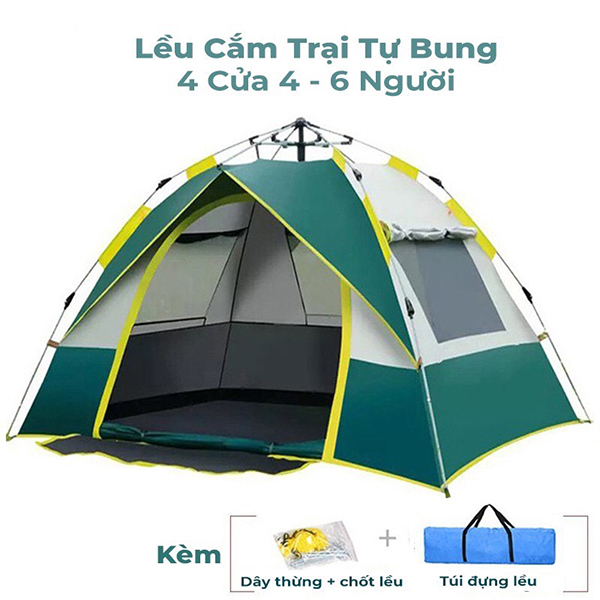 Lều Cắm Trại Tự Bung
4 Cửa 4 - 6 Người
Kèm
+
Dây thừng + chốt lều
Túi đựng lều